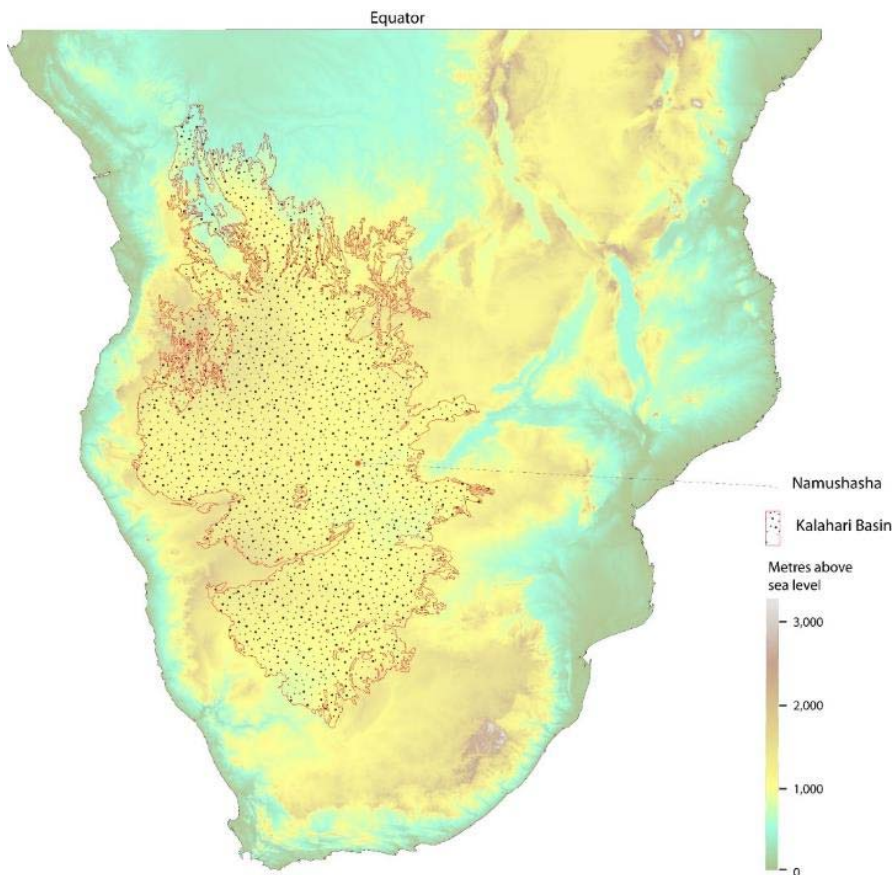 Equator
Namushasha
Kalahari Basin
Metres above
sea level
3,000
2,000
1,000
0